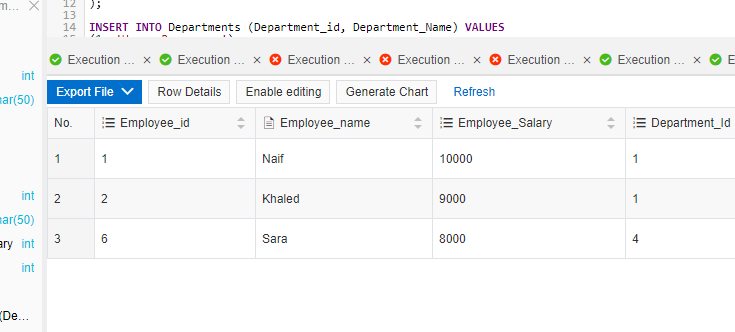 m...
12 );
13
14 INSERT INTO Departments (Department_id, Department_Name) VALUES
15
int
Execution ... Execution ... Execution ... Execution ... Execution ... Execution ... E
ar(50)
Export File Row Details Enable editing Generate Chart Refresh
No. Employee_id Employee_name Employee_Salary Department_Id
1 1 Naif 10000 1
int
2 2 Khaled 9000 1
ar(50)
ary int
3 6 Sara 8000 4
int
(De...